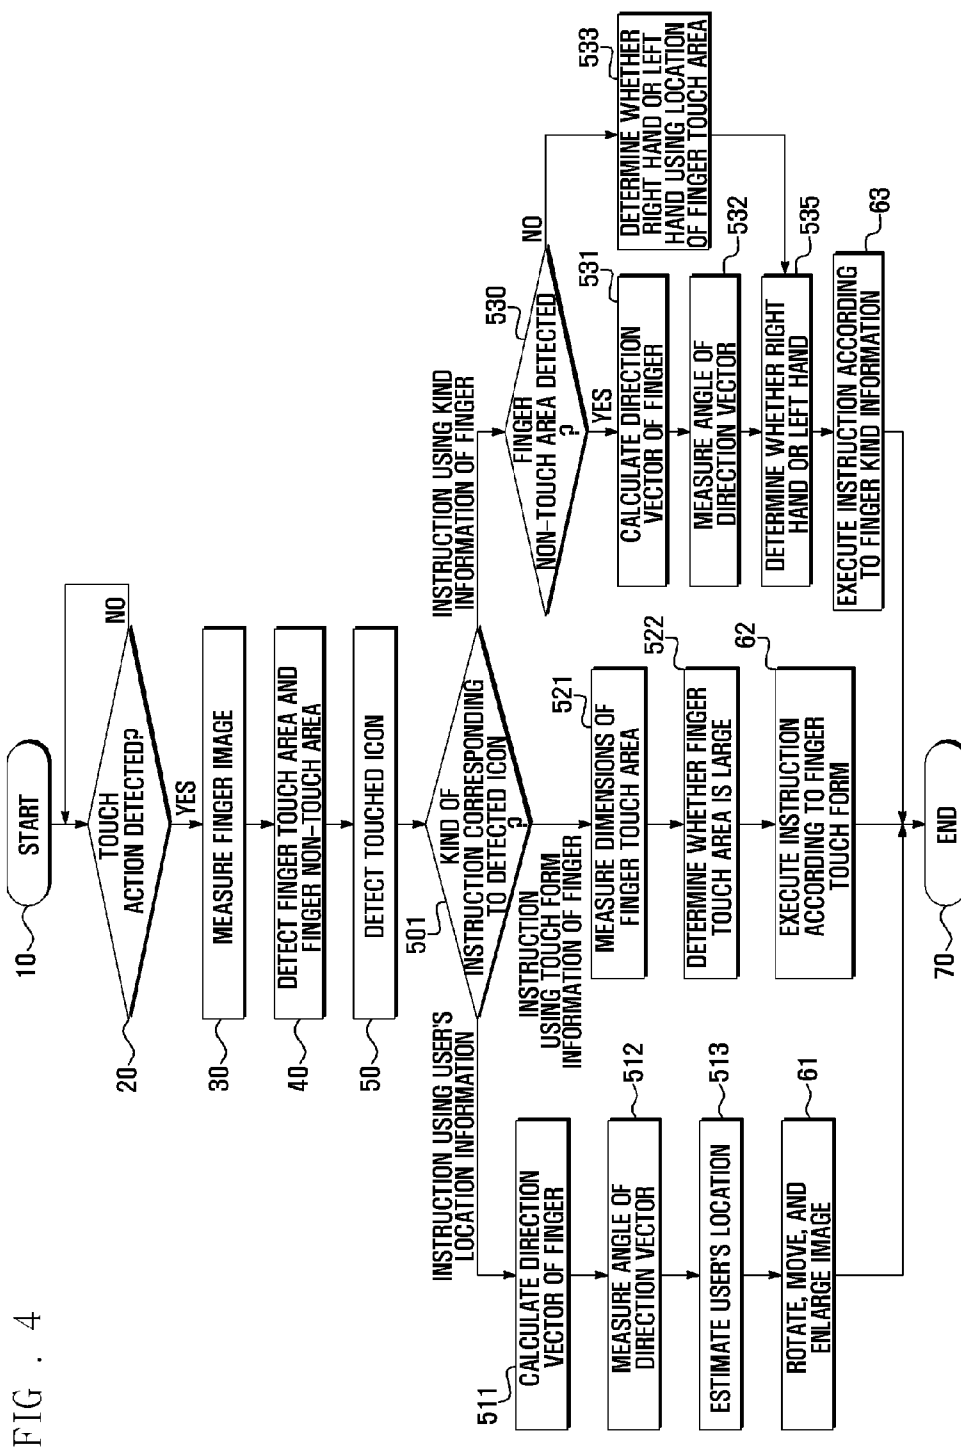 FIG. 4
10
START
20
TOUCH
ACTION DETECTED?
NO
YES
30
MEASURE FINGER IMAGE
40
DETECT FINGER TOUCH AREA AND
FINGER NON-TOUCH AREA
50
DETECT TOUCHED ICON
501
KIND OF
INSTRUCTION CORRESPONDING
TO DETECTED ICON
?
INSTRUCTION USING USER'S
LOCATION INFORMATION
511
CALCULATE DIRECTION
VECTOR OF FINGER
512
MEASURE ANGLE OF
DIRECTION VECTOR
513
ESTIMATE USER'S LOCATION
61
ROTATE, MOVE, AND
ENLARGE IMAGE
INSTRUCTION
USING TOUCH FORM
INFORMATION OF FINGER
521
MEASURE DIMENSIONS OF
FINGER TOUCH AREA
522
DETERMINE WHETHER FINGER
TOUCH AREA IS LARGE
62
EXECUTE INSTRUCTION
ACCORDING TO FINGER
TOUCH FORM
INSTRUCTION USING KIND
INFORMATION OF FINGER
530
FINGER
NON-TOUCH AREA DETECTED
?
NO
YES
531
CALCULATE DIRECTION
VECTOR OF FINGER
532
MEASURE ANGLE OF
DIRECTION VECTOR
533
DETERMINE WHETHER
RIGHT HAND OR LEFT
HAND USING LOCATION
OF FINGER TOUCH AREA
535
DETERMINE WHETHER RIGHT
HAND OR LEFT HAND
63
EXECUTE INSTRUCTION ACCORDING
TO FINGER KIND INFORMATION
70
END